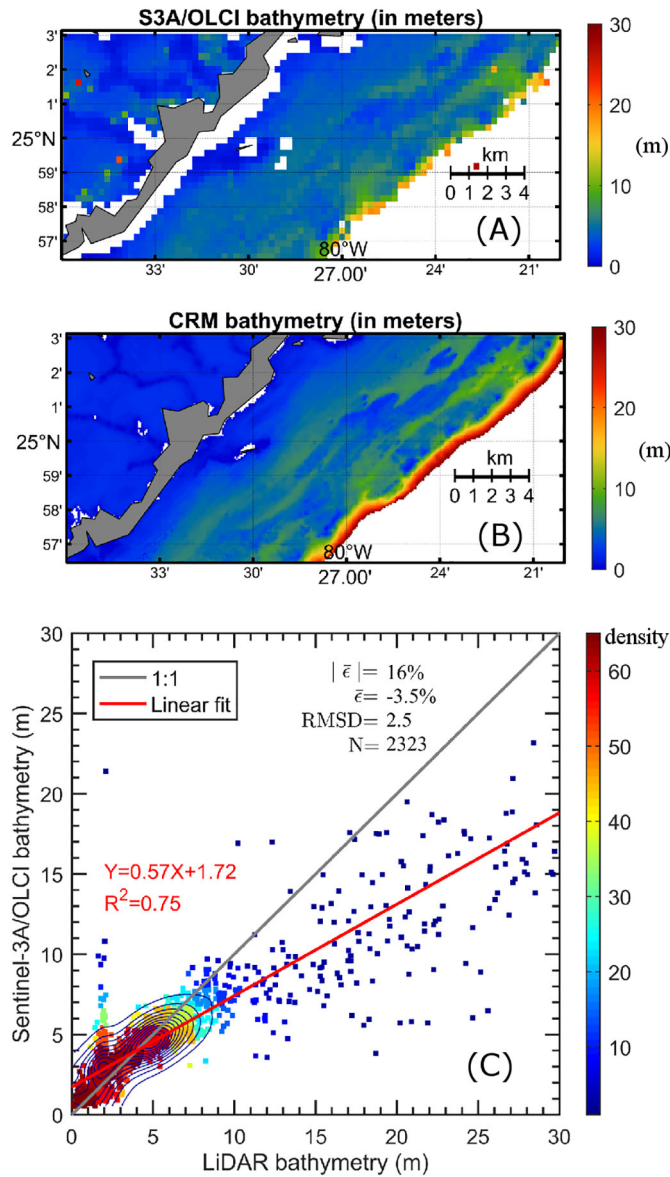 S3A/OLCI bathymetry (in meters)
3'
2'
1'
25°N
59'
58'
57'
33'
30'
80°W
27.00'
24'
21'
km
0 1 2 3 4
(A)
30
20
10
0
(m)
CRM bathymetry (in meters)
3'
2'
1'
25°N
59'
58'
57'
33'
30'
80°W
27.00'
24'
21'
km
0 1 2 3 4
(B)
30
20
10
0
(m)
1:1
Linear fit
| ε̄ |= 16%
ε̄= -3.5%
RMSD= 2.5
N= 2323
Y=0.57X+1.72
R²=0.75
(C)
Sentinel-3A/OLCI bathymetry (m)
30
25
20
15
10
5
0
0 5 10 15 20 25 30
LiDAR bathymetry (m)
density
60
50
40
30
20
10